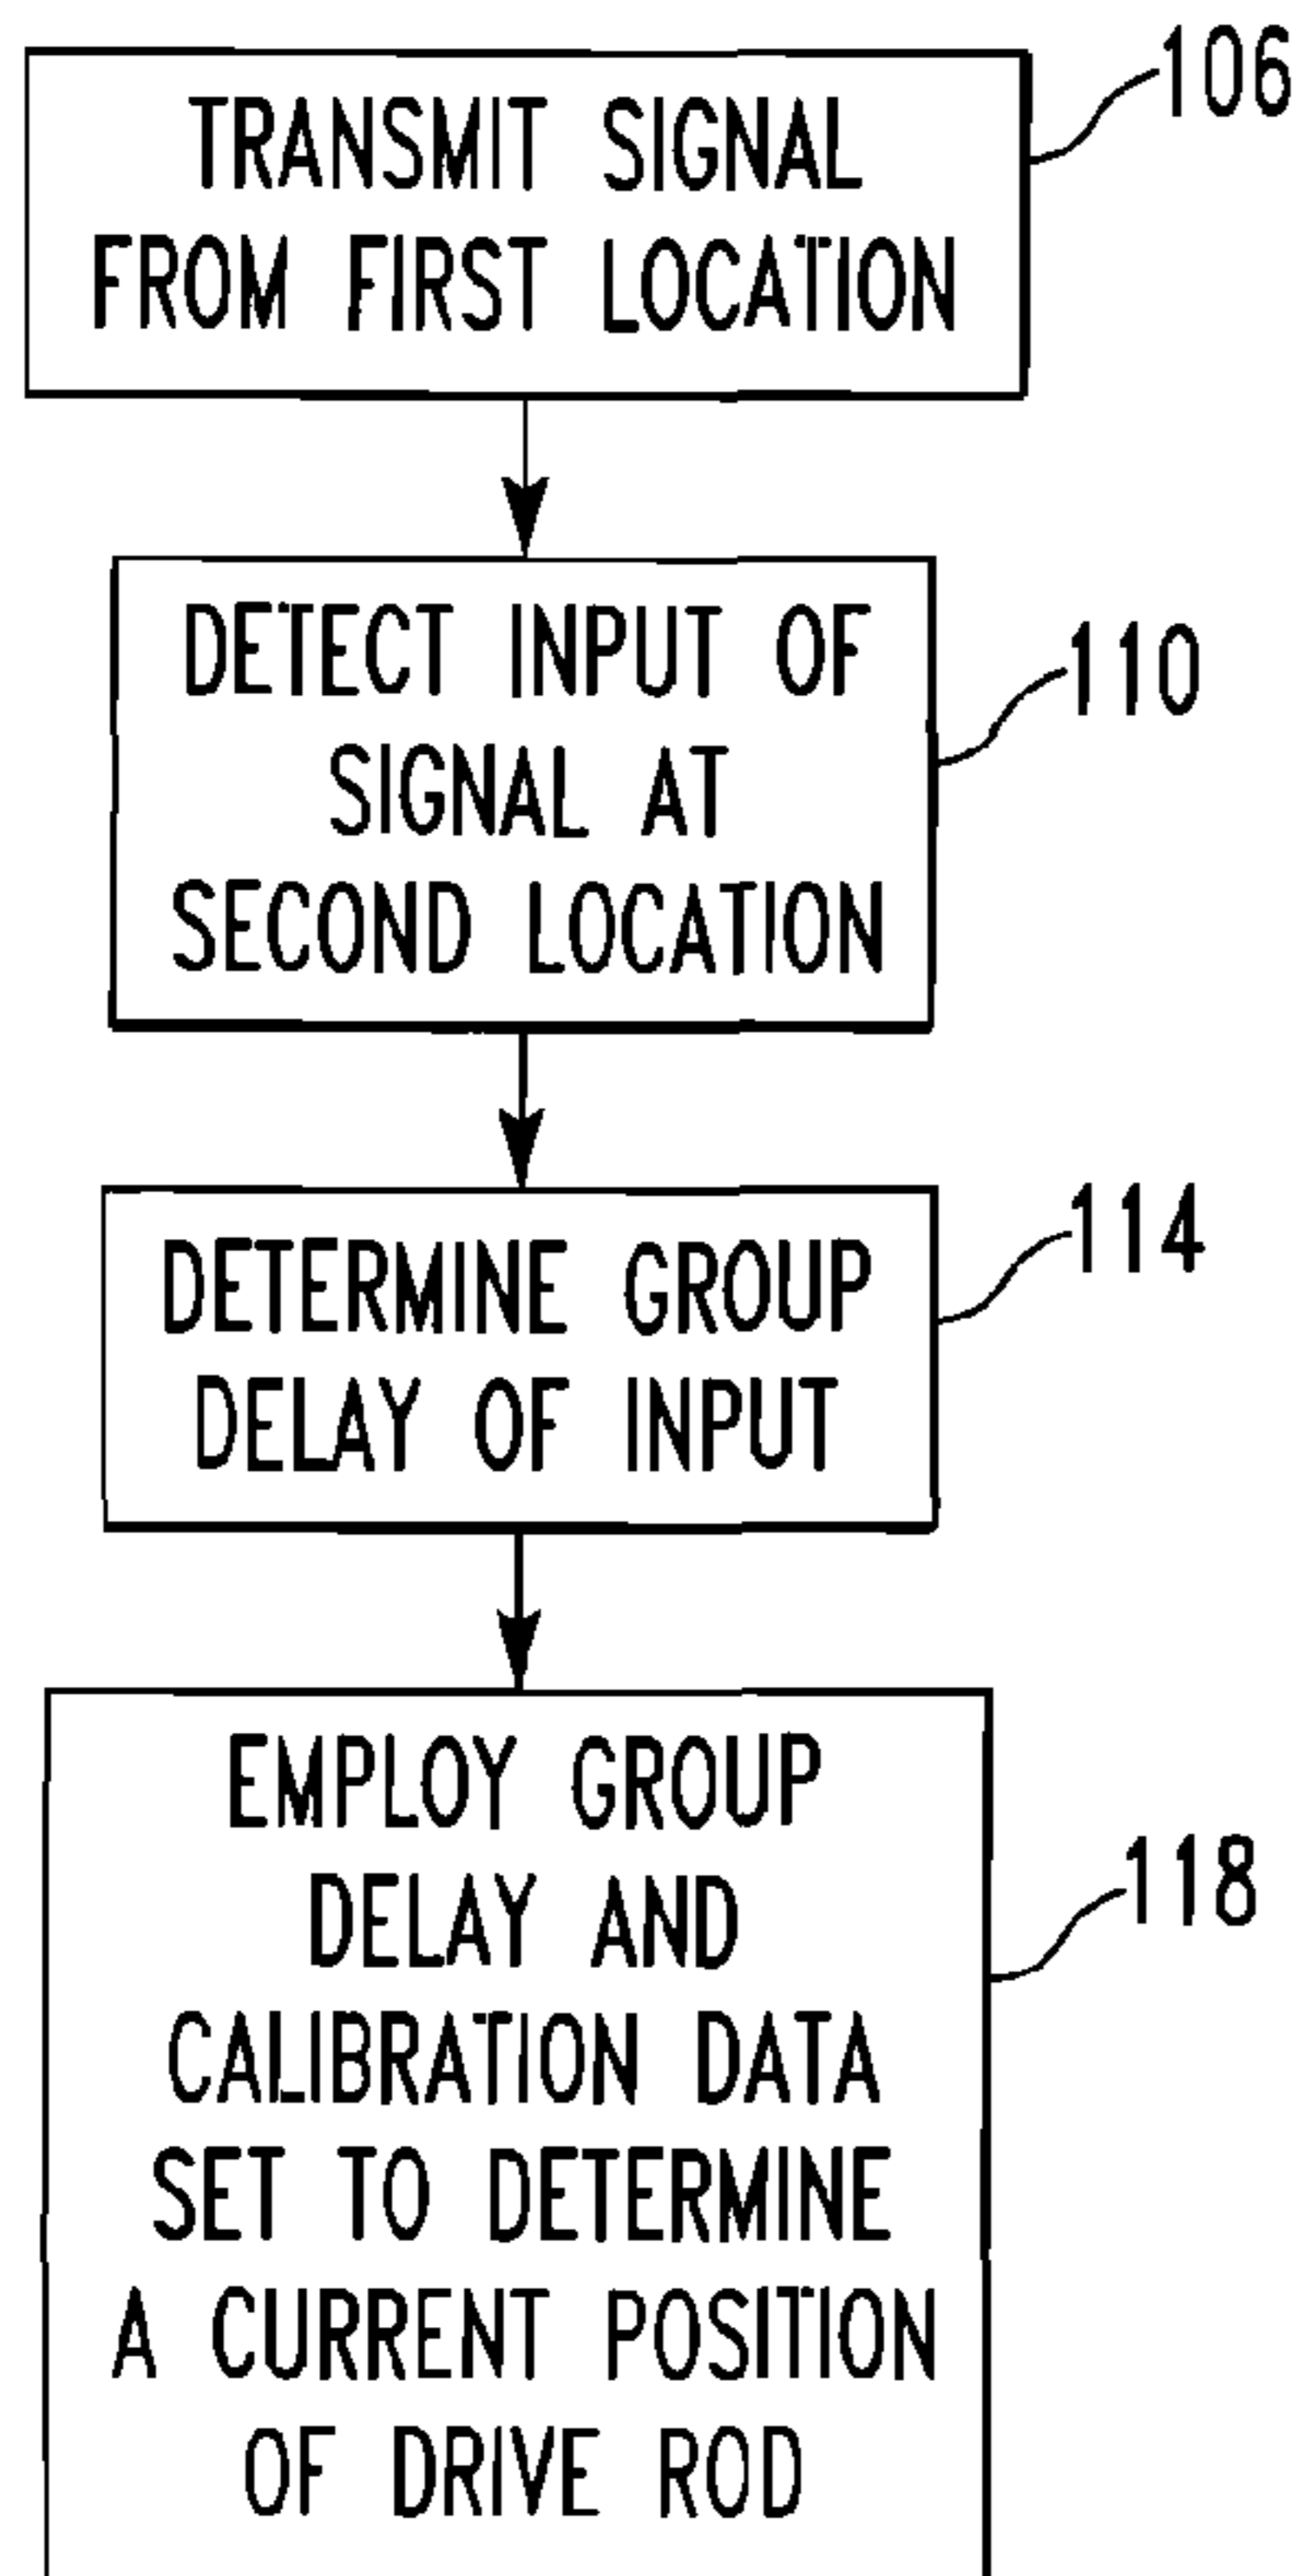 106
TRANSMIT SIGNAL
FROM FIRST LOCATION
DETECT INPUT OF
SIGNAL AT
SECOND LOCATION
110
DETERMINE GROUP
DELAY OF INPUT
114
EMPLOY GROUP
DELAY AND
CALIBRATION DATA
SET TO DETERMINE
A CURRENT POSITION
OF DRIVE ROD
118